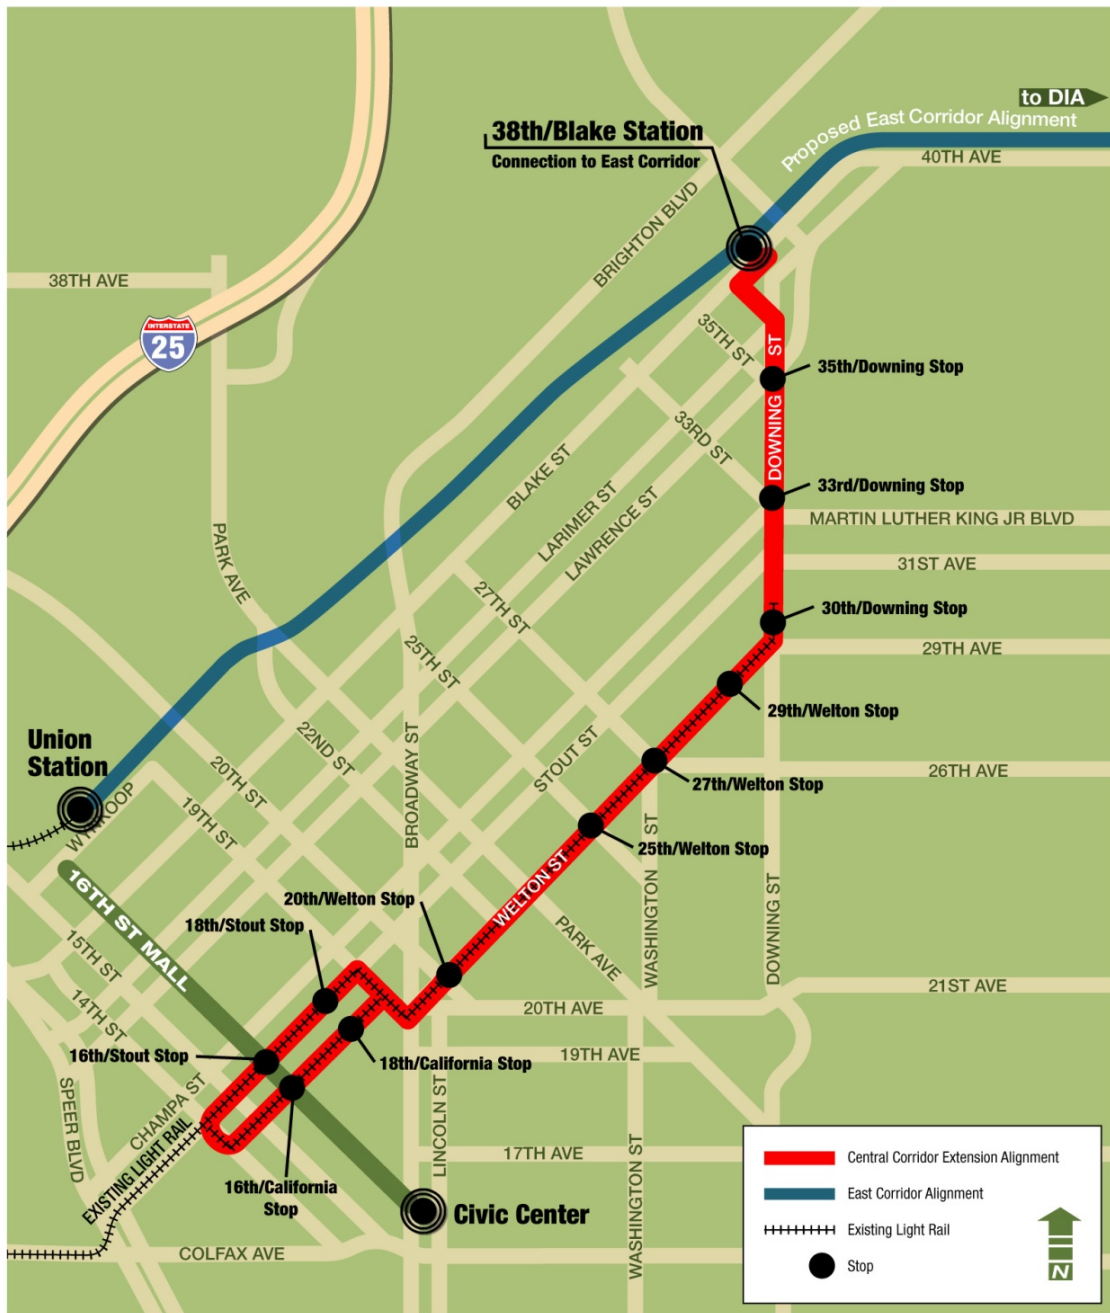 to DIA
Proposed East Corridor Alignment
40TH AVE
38th/Blake Station
Connection to East Corridor
BRIGHTON BLVD
38TH AVE
INTERSTATE
25
35TH ST
DOWNING ST
35th/Downing Stop
33RD ST
BLAKE ST
33rd/Downing Stop
LARIMER ST
LAWRENCE ST
MARTIN LUTHER KING JR BLVD
PARK AVE
31ST AVE
27TH ST
30th/Downing Stop
25TH ST
29TH AVE
29th/Welton Stop
Union
Station
22ND ST
BROADWAY ST
STOUT ST
20TH ST
26TH AVE
27th/Welton Stop
WYNKOOP
19TH ST
25th/Welton Stop
WELTON ST
WASHINGTON ST
DOWNING ST
16TH ST MALL
20th/Welton Stop
18th/Stout Stop
PARK AVE
15TH ST
21ST AVE
14TH ST
20TH AVE
16th/Stout Stop
18th/California Stop
19TH AVE
SPEER BLVD
CHAMPA ST
LINCOLN ST
EXISTING LIGHT RAIL
17TH AVE
WASHINGTON ST
16th/California
Stop
Civic Center
COLFAX AVE
Central Corridor Extension Alignment
East Corridor Alignment
Existing Light Rail
Stop
N